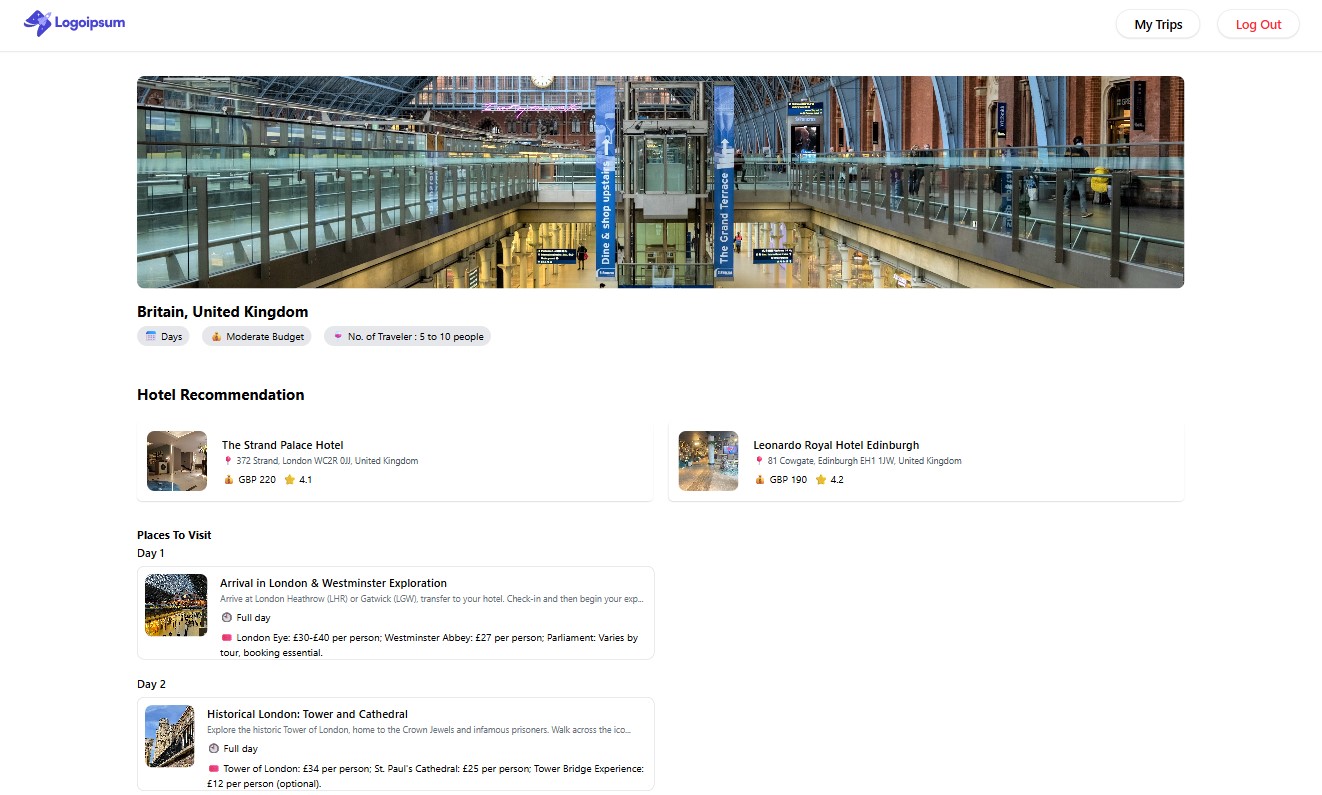 Logoipsum
My Trips
Log Out
Dine & shop upstairs
The Grand Terrace
Britain, United Kingdom
Days
Moderate Budget
No. of Traveler : 5 to 10 people
Hotel Recommendation
The Strand Palace Hotel
372 Strand, London WC2R 0JJ, United Kingdom
GBP 220 4.1
Leonardo Royal Hotel Edinburgh
81 Cowgate, Edinburgh EH1 1JW, United Kingdom
GBP 190 4.2
Places To Visit
Day 1
Arrival in London & Westminster Exploration
Arrive at London Heathrow (LHR) or Gatwick (LGW), transfer to your hotel. Check-in and then begin your exp...
Full day
London Eye: £30-£40 per person; Westminster Abbey: £27 per person; Parliament: Varies by
tour, booking essential.
Day 2
Historical London: Tower and Cathedral
Explore the historic Tower of London, home to the Crown Jewels and infamous prisoners. Walk across the ico...
Full day
Tower of London: £34 per person; St. Paul's Cathedral: £25 per person; Tower Bridge Experience:
£12 per person (optional).